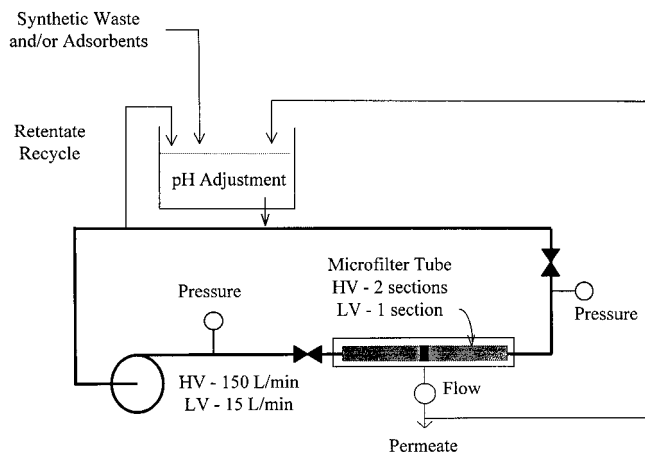 Synthetic Waste
and/or Adsorbents
Retentate
Recycle
pH Adjustment
Microfilter Tube
HV - 2 sections
LV - 1 section
Pressure
Pressure
HV - 150 L/min
LV - 15 L/min
Flow
Permeate